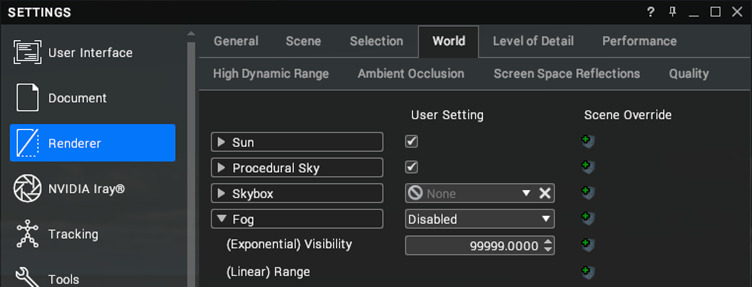 SETTINGS
User Interface
Document
Renderer
NVIDIA Iray®
Tracking
Tools
General Scene Selection World Level of Detail Performance
High Dynamic Range Ambient Occlusion Screen Space Reflections Quality
User Setting Scene Override
Sun
Procedural Sky
Skybox None
Fog Disabled
(Exponential) Visibility 99999.0000
(Linear) Range